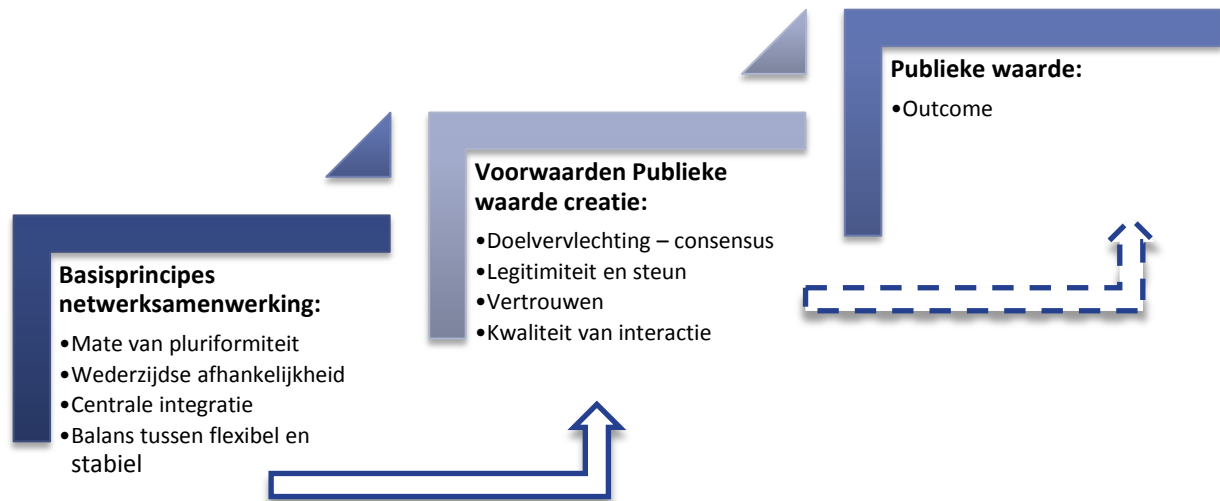 Basisprincipes
netwerksamenwerking:
•Mate van pluriformiteit
•Wederzijdse afhankelijkheid
•Centrale integratie
•Balans tussen flexibel en
stabiel
Voorwaarden Publieke
waarde creatie:
•Doelvervlechting – consensus
•Legitimiteit en steun
•Vertrouwen
•Kwaliteit van interactie
Publieke waarde:
•Outcome